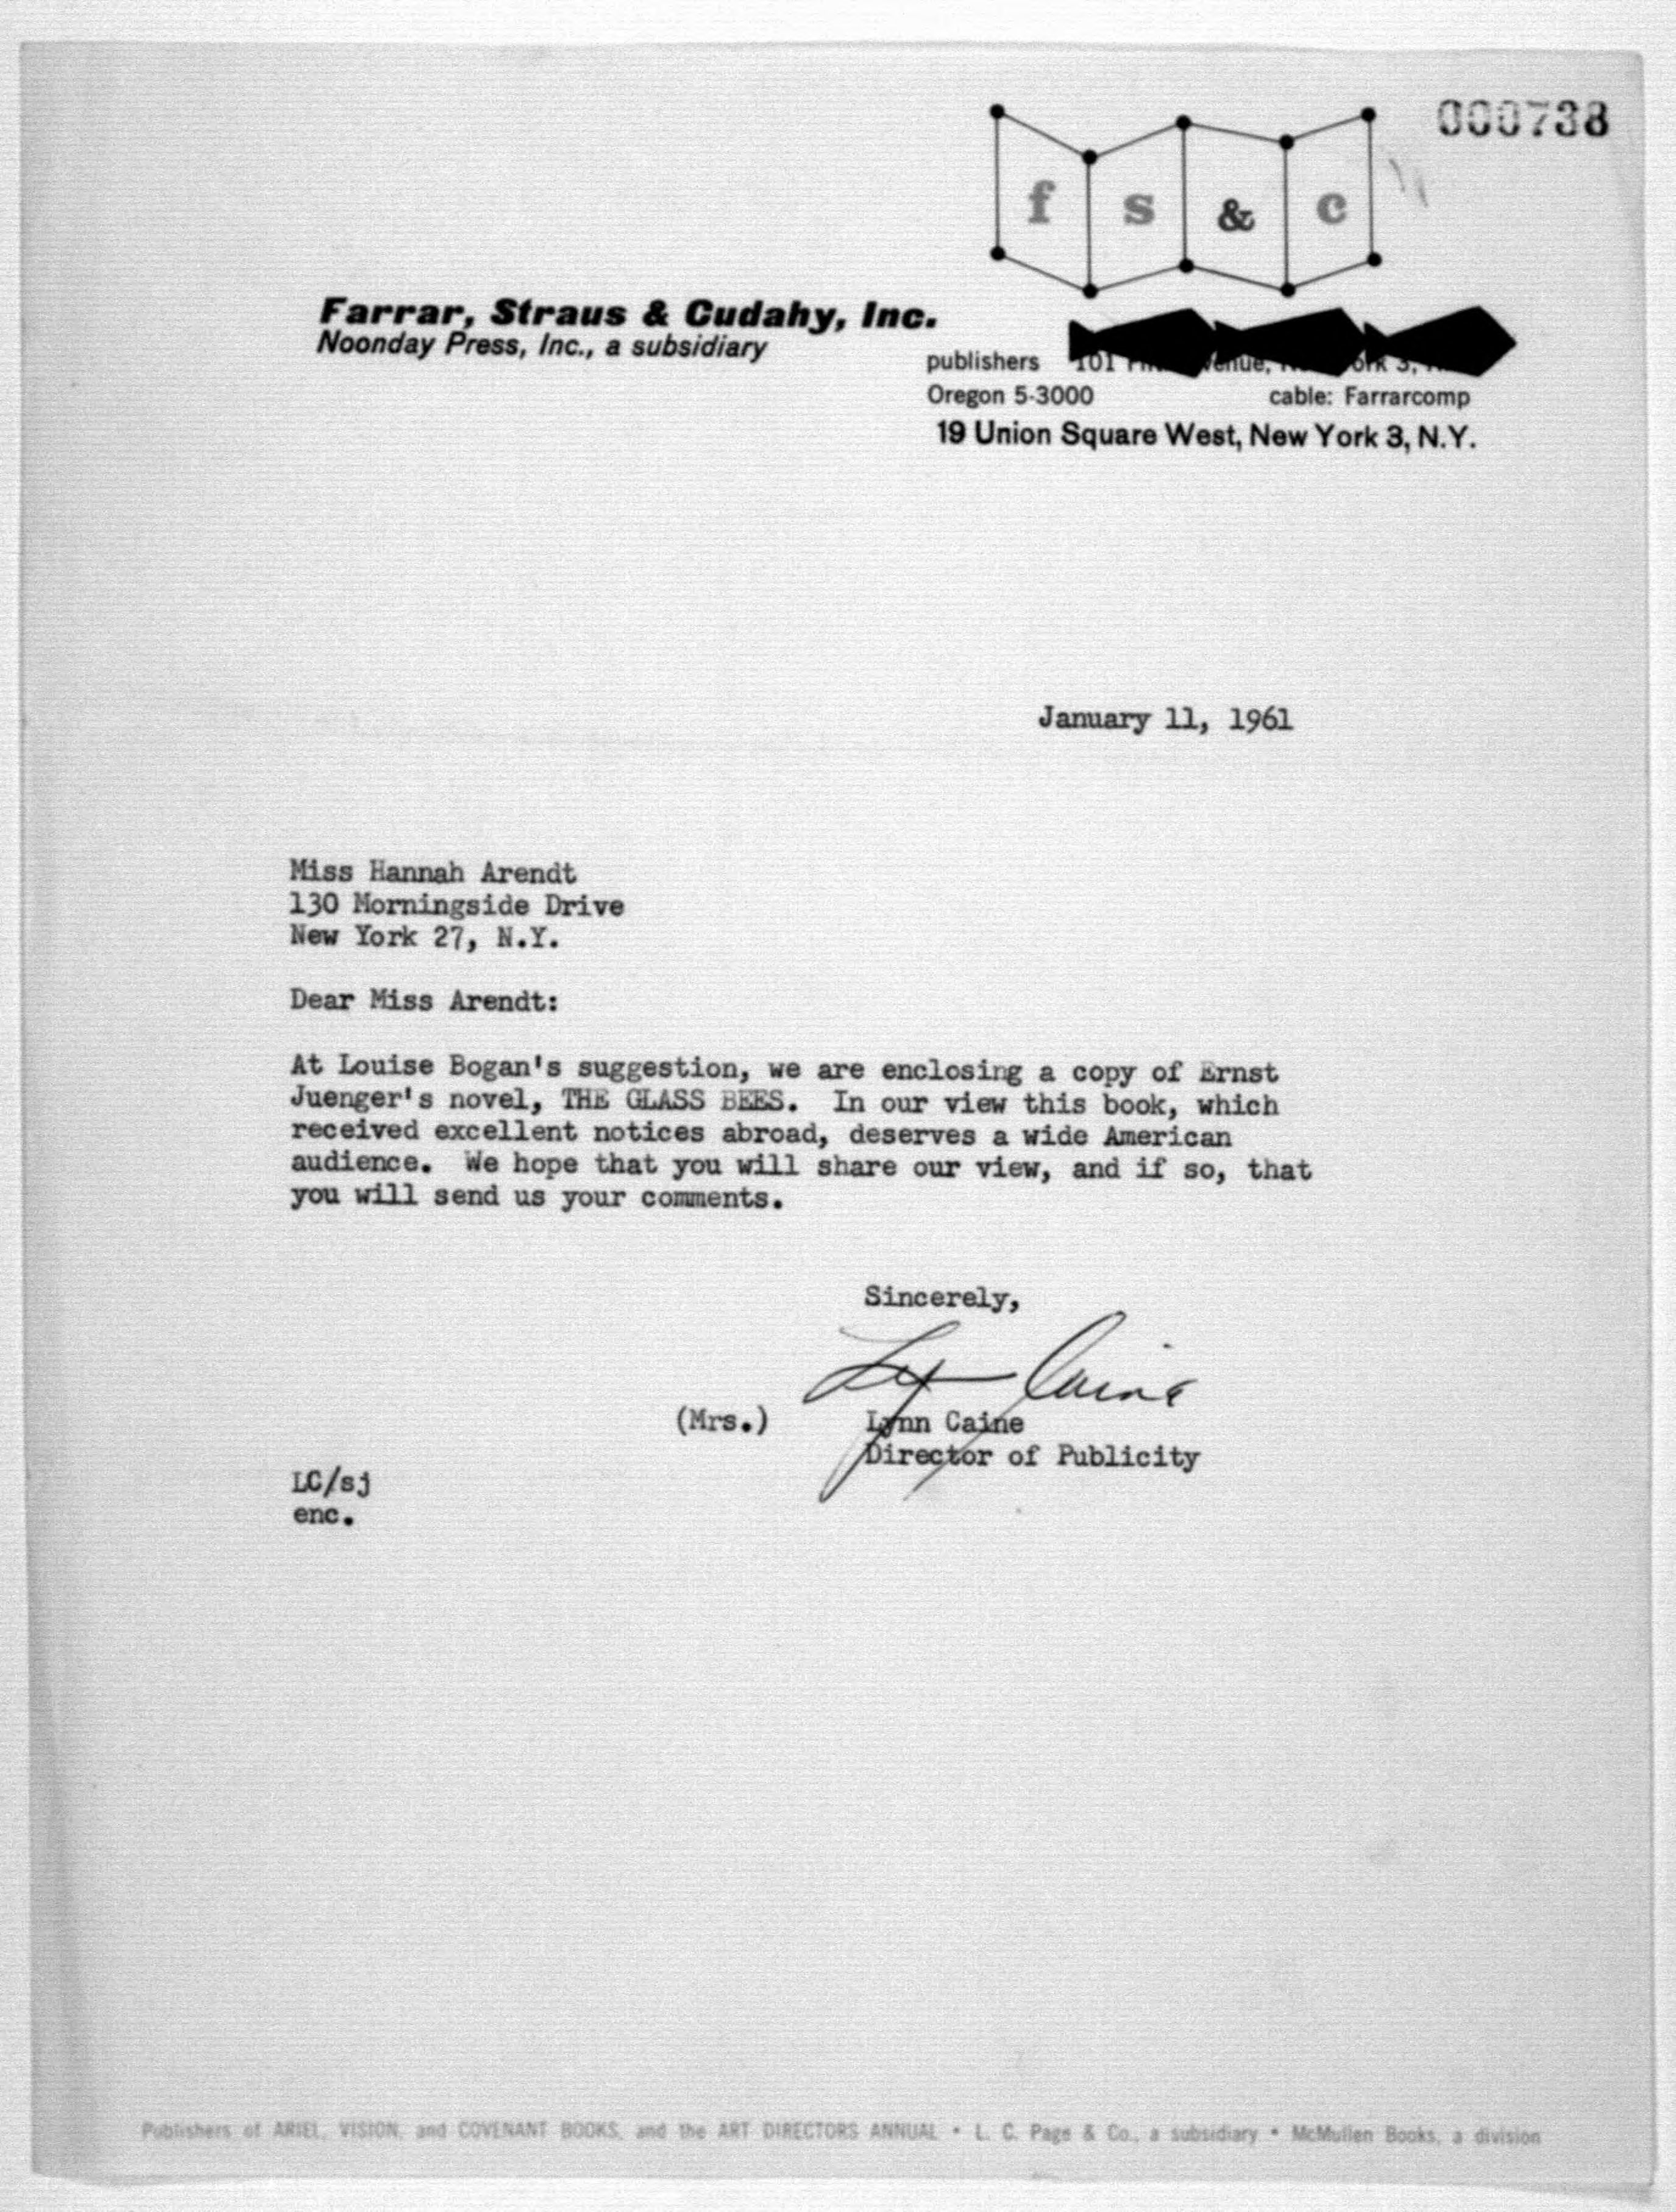 000738
f s & c
Farrar, Straus & Cudahy, Inc.
Noonday Press, Inc., a subsidiary
publishers 101
Oregon 5-3000 cable: Farrarcomp
19 Union Square West, New York 3, N.Y.
January 11, 1961
Miss Hannah Arendt
130 Morningside Drive
New York 27, N.Y.
Dear Miss Arendt:
At Louise Bogan's suggestion, we are enclosing a copy of Ernst
Juenger's novel, THE GLASS BEES. In our view this book, which
received excellent notices abroad, deserves a wide American
audience. We hope that you will share our view, and if so, that
you will send us your comments.
Sincerely,
Lynn Caine
(Mrs.) Lynn Caine
Director of Publicity
LC/sj
enc.
Publishers of ARIEL, VISION, and COVENANT BOOKS, and the ART DIRECTORS ANNUAL • L. C. Page & Co., a subsidiary • McMullen Books, a division